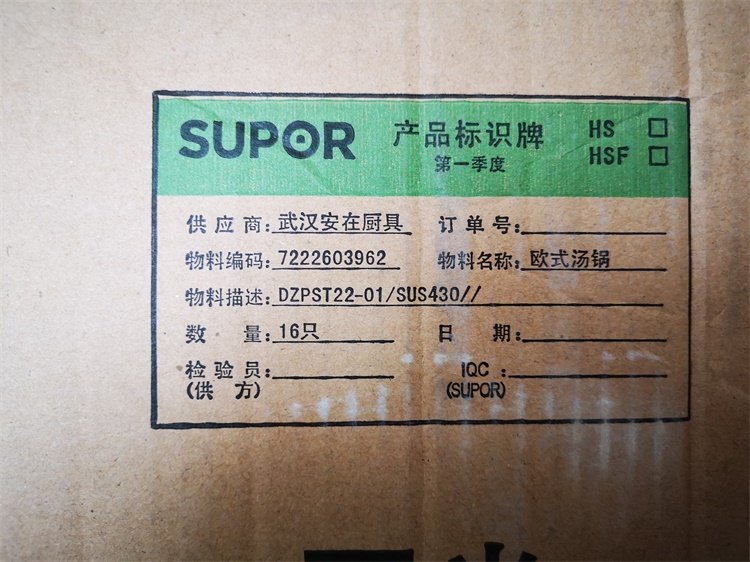 SUPOR 产品标识牌 HS □
第一季度 HSF □
供应商:武汉安在厨具 订单号:
物料编码:7222603962 物料名称:欧式汤锅
物料描述:DZPST22-01/SUS430//
数 量:16只 日 期:
检验员: IQC :
(供 方) (SUPOR)